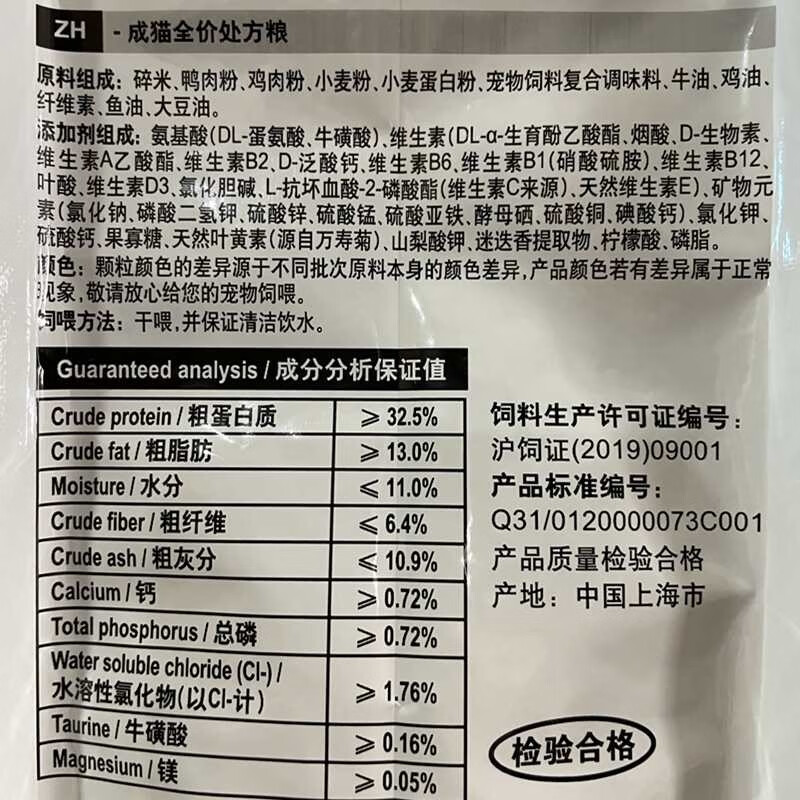 ZH - 成猫全价处方粮
原料组成：碎米、鸭肉粉、鸡肉粉、小麦粉、小麦蛋白粉、宠物饲料复合调味料、牛油、鸡油、
纤维素、鱼油、大豆油。
添加剂组成：氨基酸(DL-蛋氨酸、牛磺酸)、维生素(DL-α-生育酚乙酸酯、烟酸、D-生物素、
维生素A乙酸酯、维生素B2、D-泛酸钙、维生素B6、维生素B1(硝酸硫胺)、维生素B12、
叶酸、维生素D3、氯化胆碱、L-抗坏血酸-2-磷酸酯(维生素C来源)、天然维生素E)、矿物元
素(氯化钠、磷酸二氢钾、硫酸锌、硫酸锰、硫酸亚铁、酵母硒、硫酸铜、碘酸钙)、氯化钾、
硫酸钙、果寡糖、天然叶黄素(源自万寿菊)、山梨酸钾、迷迭香提取物、柠檬酸、磷脂。
颜色：颗粒颜色的差异源于不同批次原料本身的颜色差异,产品颜色若有差异属于正常
现象,敬请放心给您的宠物饲喂。
饲喂方法：干喂,并保证清洁饮水。
Guaranteed analysis / 成分分析保证值
Crude protein / 粗蛋白质 ⩾ 32.5%
Crude fat / 粗脂肪 ⩾ 13.0%
Moisture / 水分 ⩽ 11.0%
Crude fiber / 粗纤维 ⩽ 6.4%
Crude ash / 粗灰分 ⩽ 10.9%
Calcium / 钙 ⩾ 0.72%
Total phosphorus / 总磷 ⩾ 0.72%
Water soluble chloride (Cl-) /
水溶性氯化物(以Cl-计) ⩾ 1.76%
Taurine / 牛磺酸 ⩾ 0.16%
Magnesium / 镁 ⩾ 0.05%
饲料生产许可证编号：
沪饲证(2019)09001
产品标准编号：
Q31/0120000073C001
产品质量检验合格
产地：中国上海市
检验合格